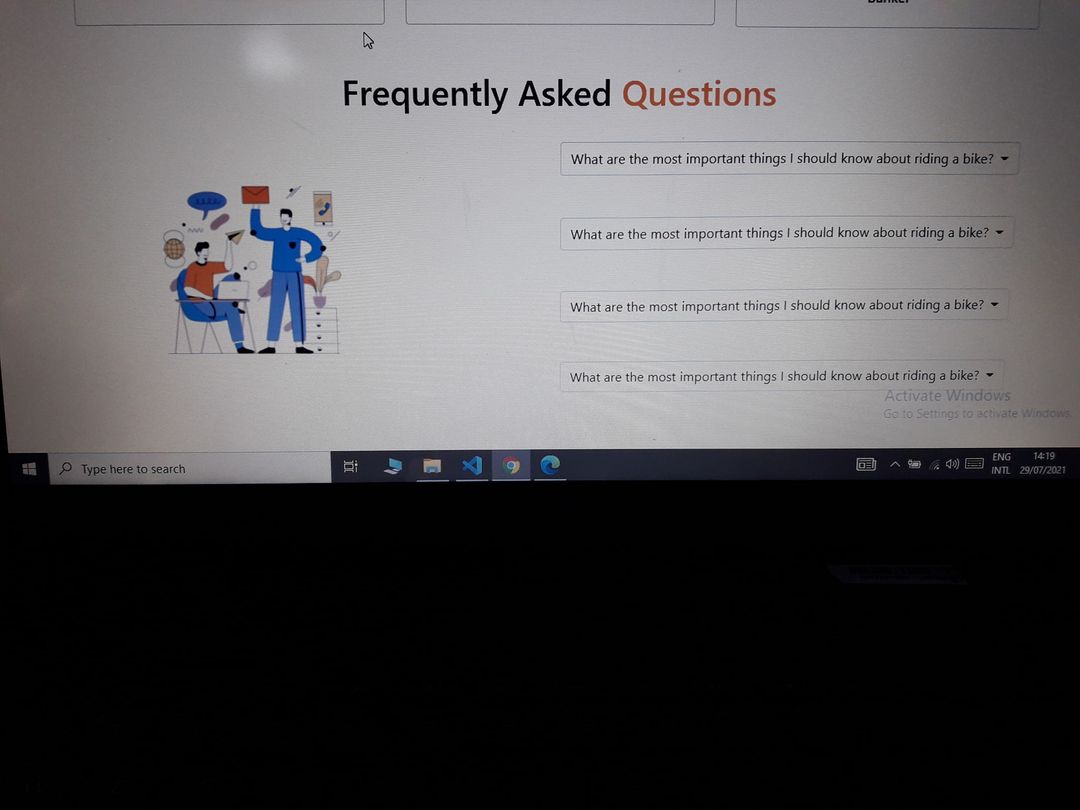 Frequently Asked Questions
What are the most important things I should know about riding a bike?
What are the most important things I should know about riding a bike?
What are the most important things I should know about riding a bike?
What are the most important things I should know about riding a bike?
Activate Windows
Go to Settings to activate Windows.
Type here to search
ENG
INTL
14:19
29/07/2021